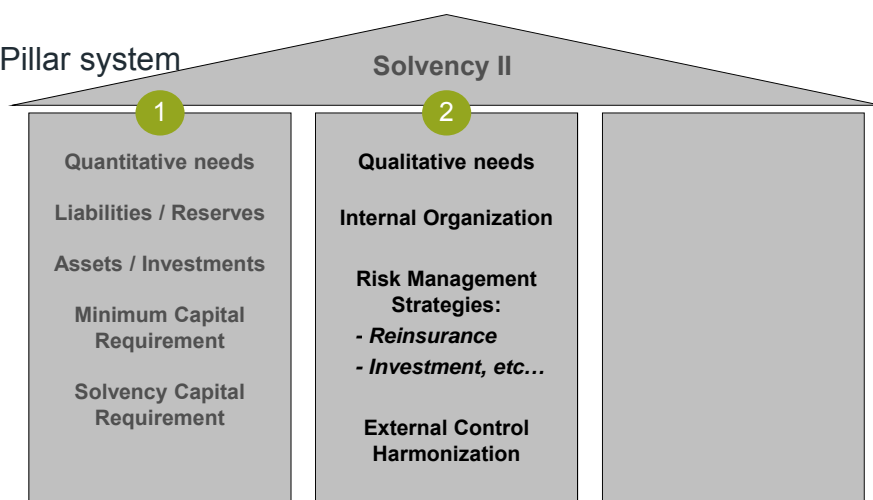 Pillar system
Solvency II
1
Quantitative needs
Liabilities / Reserves
Assets / Investments
Minimum Capital
Requirement
Solvency Capital
Requirement
2
Qualitative needs
Internal Organization
Risk Management
Strategies:
- Reinsurance
- Investment, etc…
External Control
Harmonization